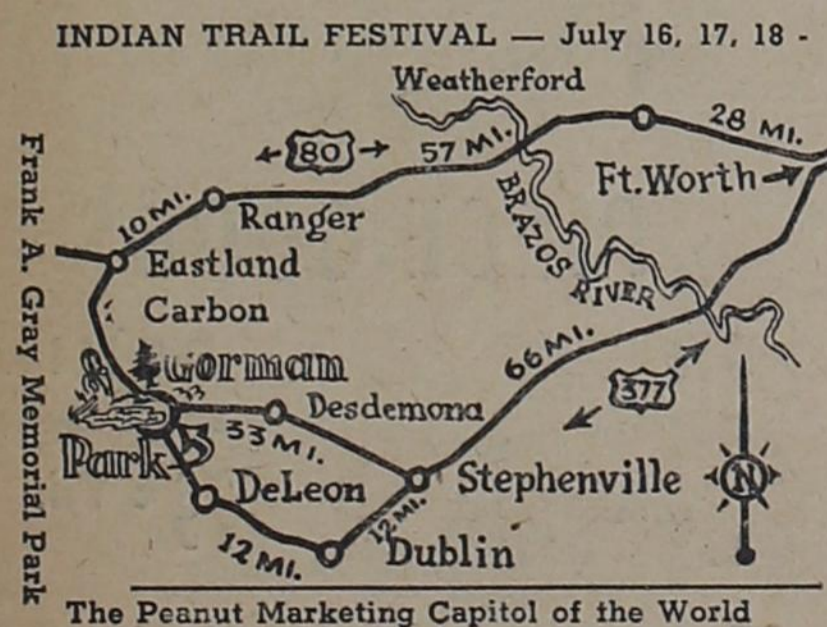 INDIAN TRAIL FESTIVAL — July 16, 17, 18 -
Weatherford
28 MI.
80
57 MI.
Ft. Worth
10 MI.
Ranger
BRAZOS RIVER
Eastland
Carbon
66 MI.
Gorman
377
Desdemona
33 MI.
Park
Stephenville
DeLeon
N
12 MI.
12 MI.
Dublin
Frank A. Gray Memorial Park
The Peanut Marketing Capitol of the World